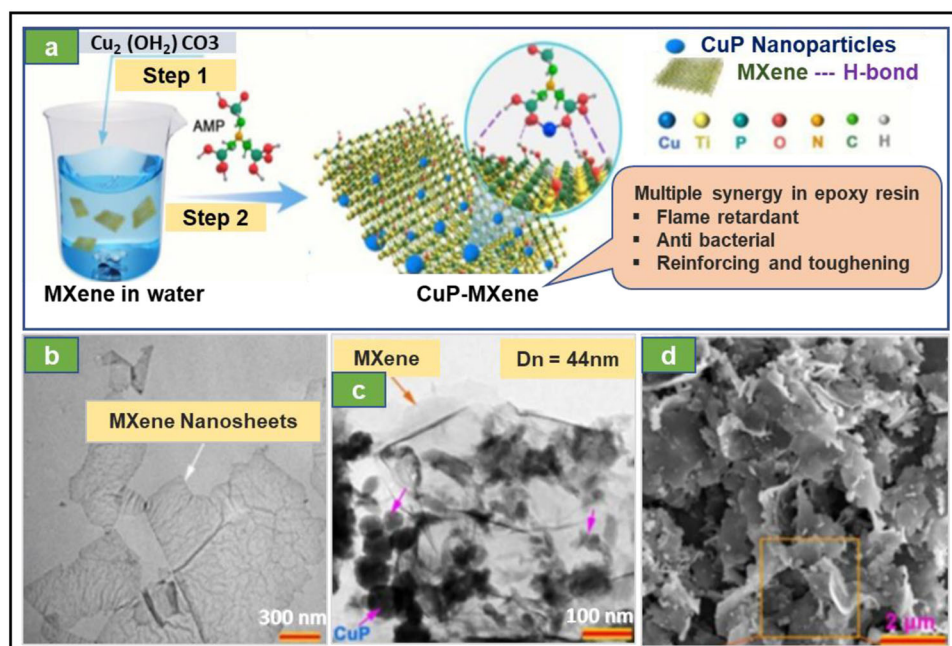 a
Cu2 (OH2) CO3
Step 1
AMP
Step 2
MXene in water
CuP-MXene
CuP Nanoparticles
MXene --- H-bond
Cu Ti P O N C H
Multiple synergy in epoxy resin
▪ Flame retardant
▪ Anti bacterial
▪ Reinforcing and toughening
b
MXene Nanosheets
300 nm
MXene
Dn = 44nm
c
CuP
100 nm
d
2 μm